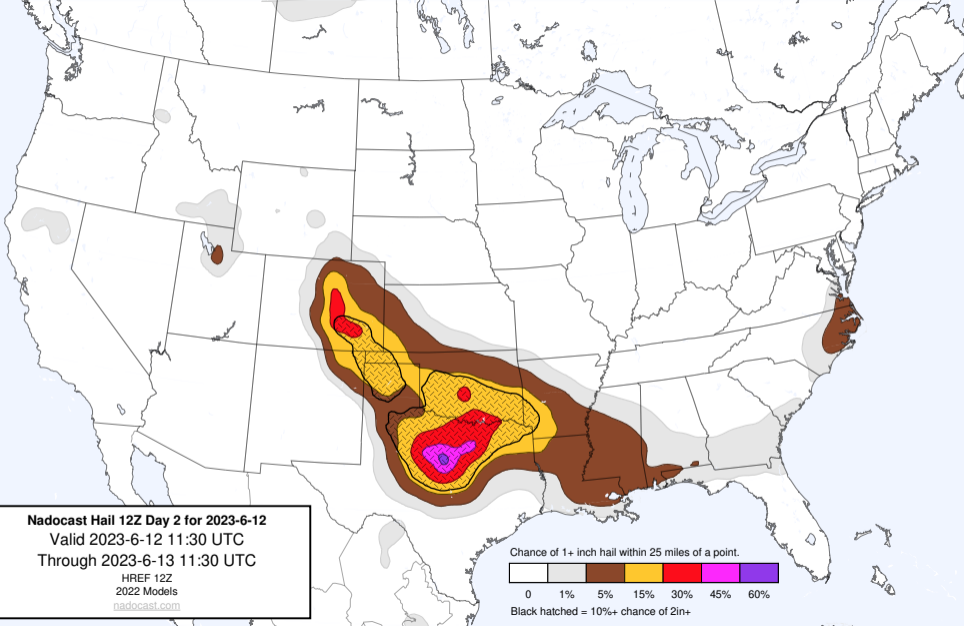 Nadocast Hail 12Z Day 2 for 2023-6-12
Valid 2023-6-12 11:30 UTC
Through 2023-6-13 11:30 UTC
HREF 12Z
2022 Models
nadocast.com
Chance of 1+ inch hail within 25 miles of a point.
0 1% 5% 15% 30% 45% 60%
Black hatched = 10%+ chance of 2in+